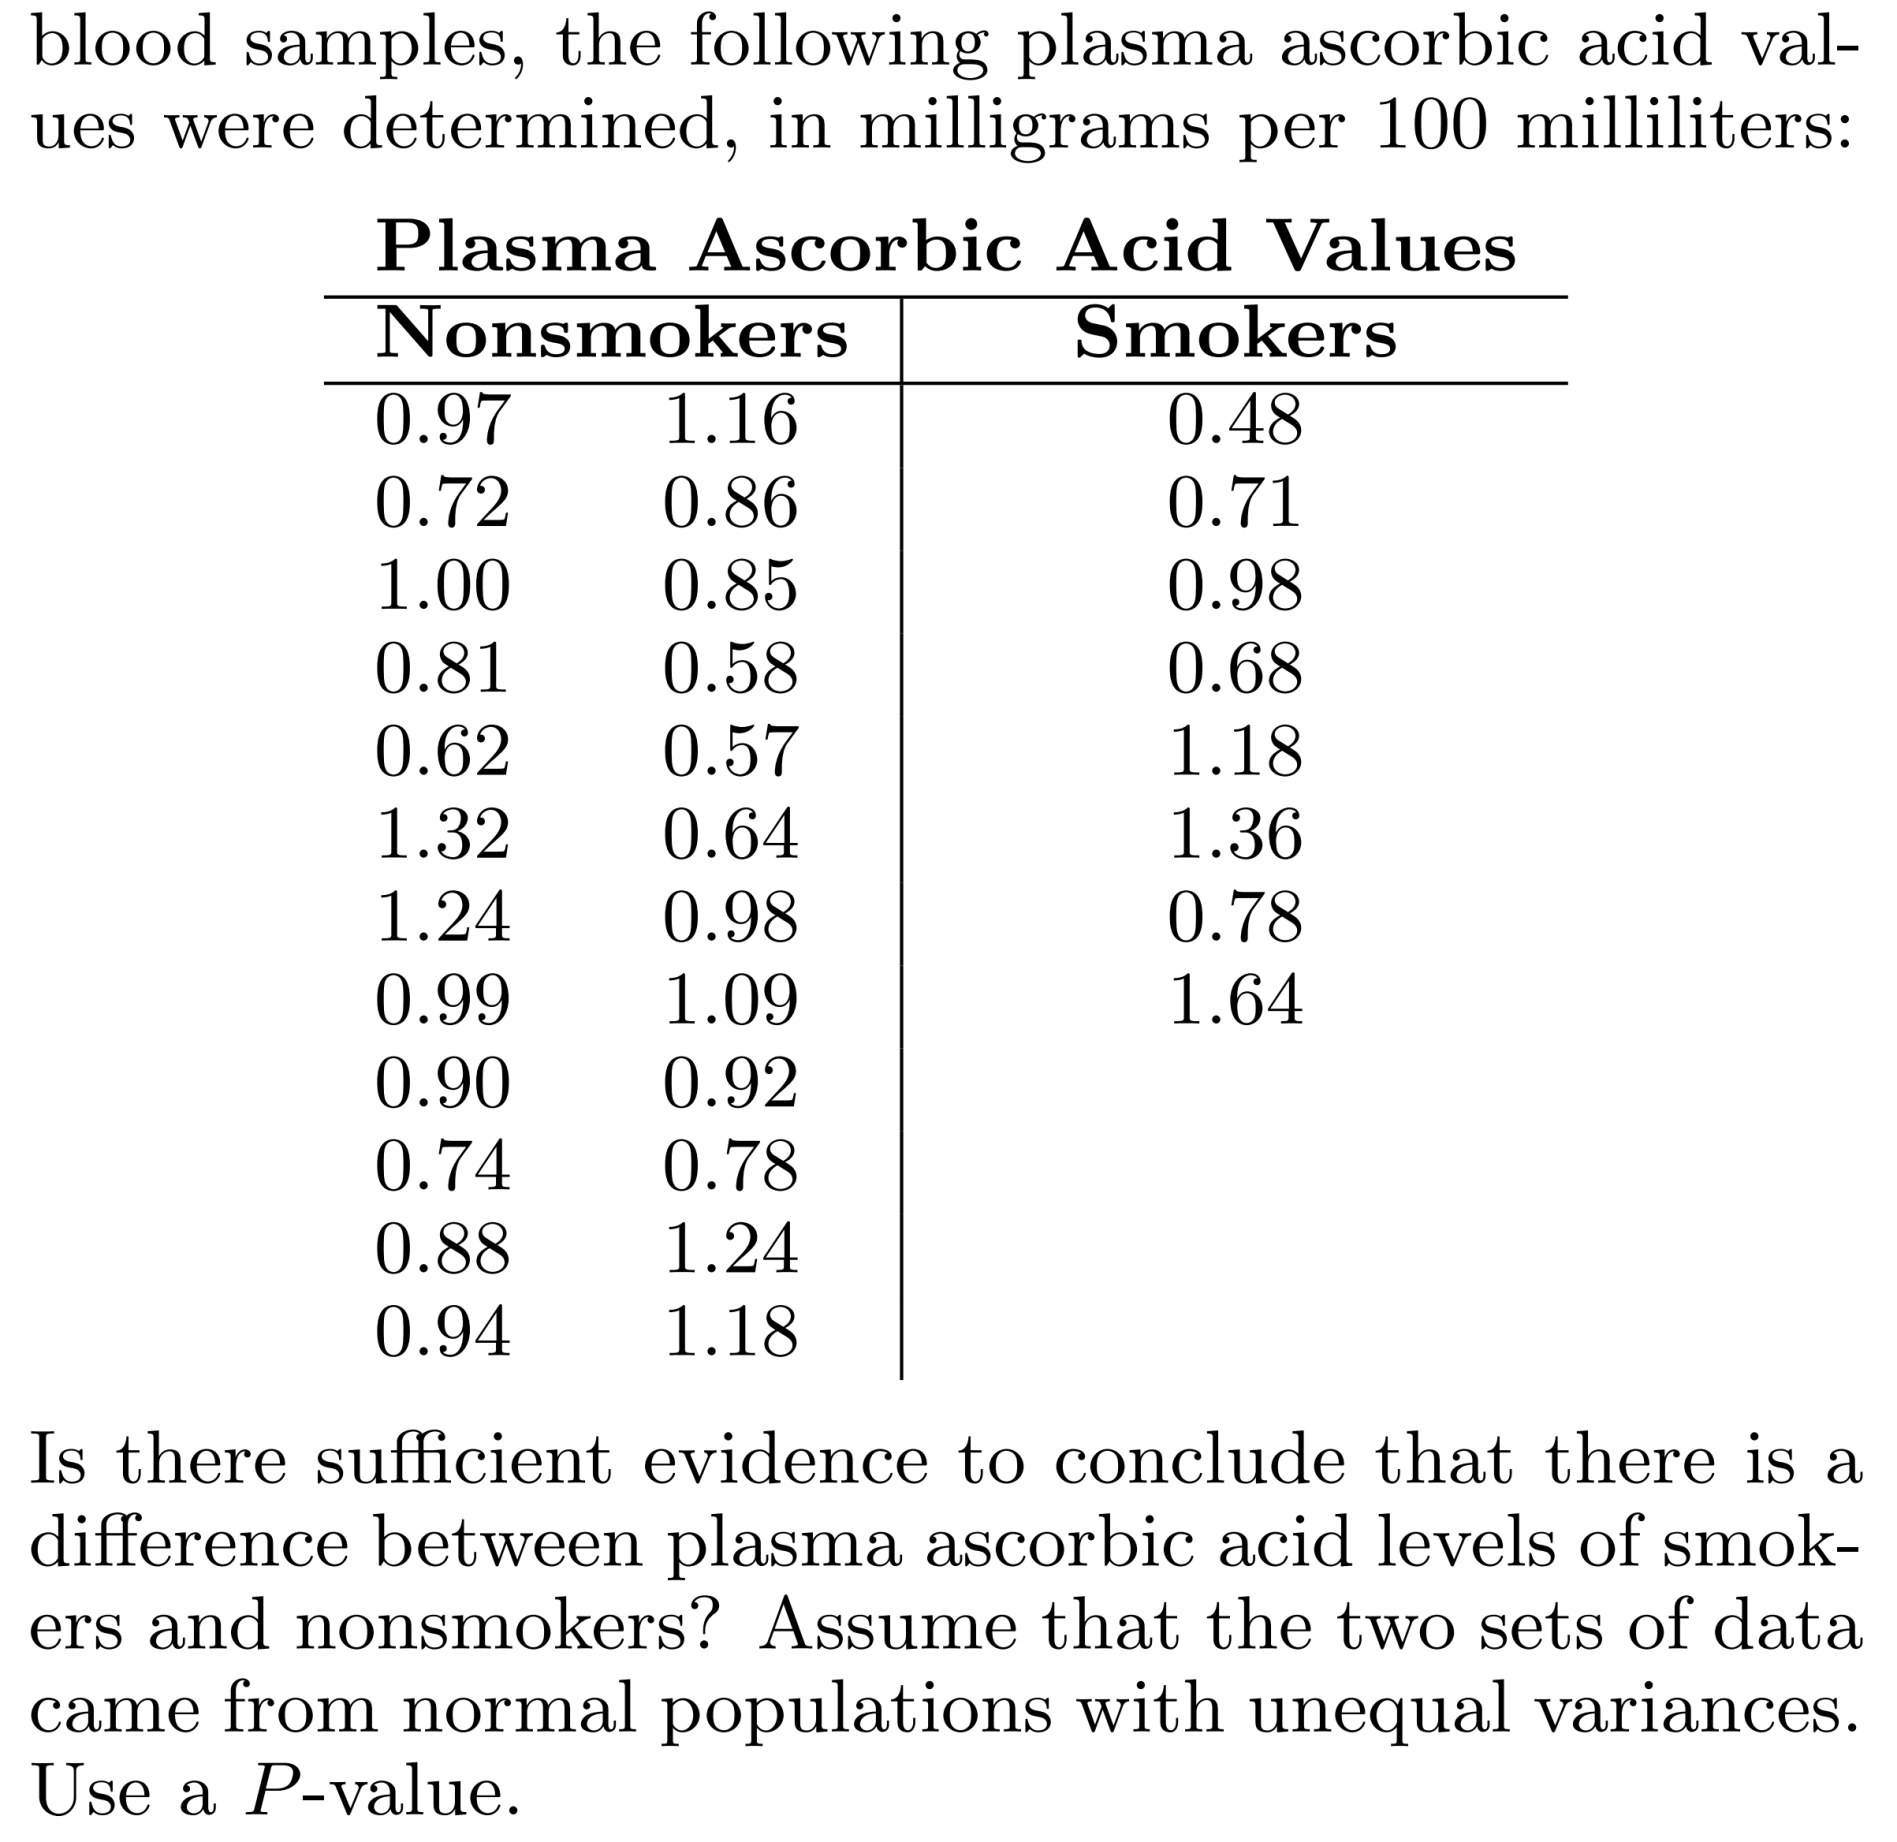 blood samples, the following plasma ascorbic acid val-
ues were determined, in milligrams per 100 milliliters:
Plasma Ascorbic Acid Values
Nonsmokers Smokers
0.97 1.16 0.48
0.72 0.86 0.71
1.00 0.85 0.98
0.81 0.58 0.68
0.62 0.57 1.18
1.32 0.64 1.36
1.24 0.98 0.78
0.99 1.09 1.64
0.90 0.92
0.74 0.78
0.88 1.24
0.94 1.18
Is there sufficient evidence to conclude that there is a
difference between plasma ascorbic acid levels of smok-
ers and nonsmokers? Assume that the two sets of data
came from normal populations with unequal variances.
Use a P-value.